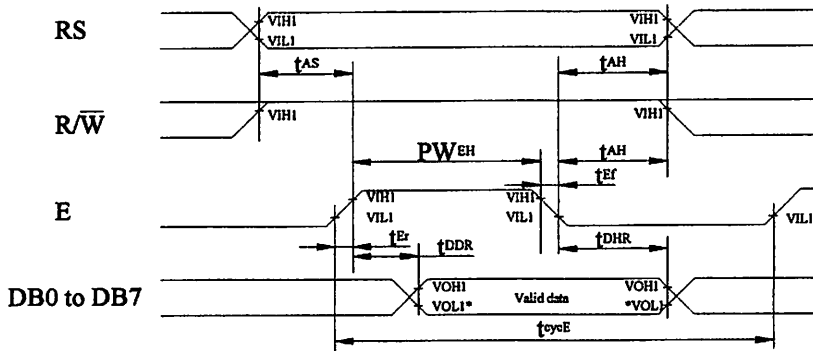 RS
VIH1
VIL1
VIH1
VIL1
tAS
tAH
R/W̅
VIH1
VIH1
PWEH
tAH
tEf
E
VIH1
VIL1
VIH1
VIL1
VIL1
tEr
tDDR
tDHR
DB0 to DB7
VOH1
VOL1*
Valid data
VOH1
*VOL1
tcycE